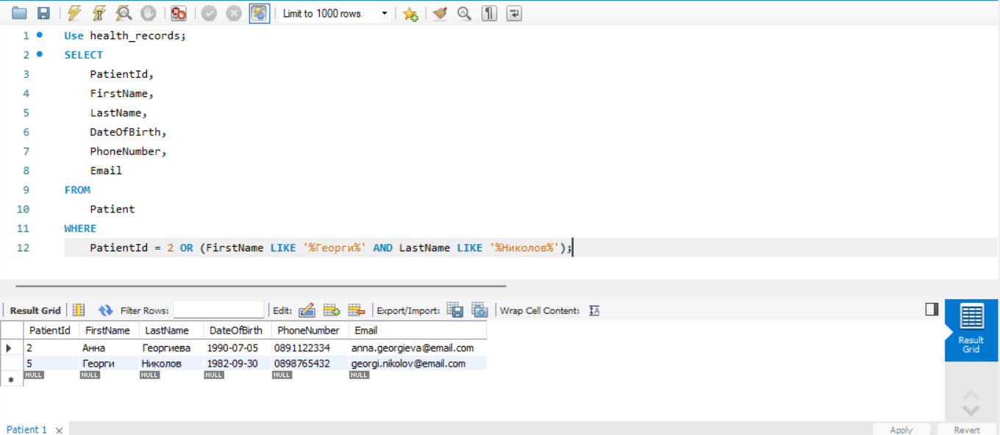 Limit to 1000 rows
1 Use health_records;
2 SELECT
3 PatientId,
4 FirstName,
5 LastName,
6 DateOfBirth,
7 PhoneNumber,
8 Email
9 FROM
10 Patient
11 WHERE
12 PatientId = 2 OR (FirstName LIKE '%Георги%' AND LastName LIKE '%Николов%');
Result Grid Filter Rows: Edit: Export/Import: Wrap Cell Content:
PatientId FirstName LastName DateOfBirth PhoneNumber Email
2 Анна Георгиева 1990-07-05 0891122334 anna.georgieva@email.com
5 Георги Николов 1982-09-30 0898765432 georgi.nikolov@email.com
NULL NULL NULL NULL NULL NULL
Result
Grid
Patient 1 Apply Revert